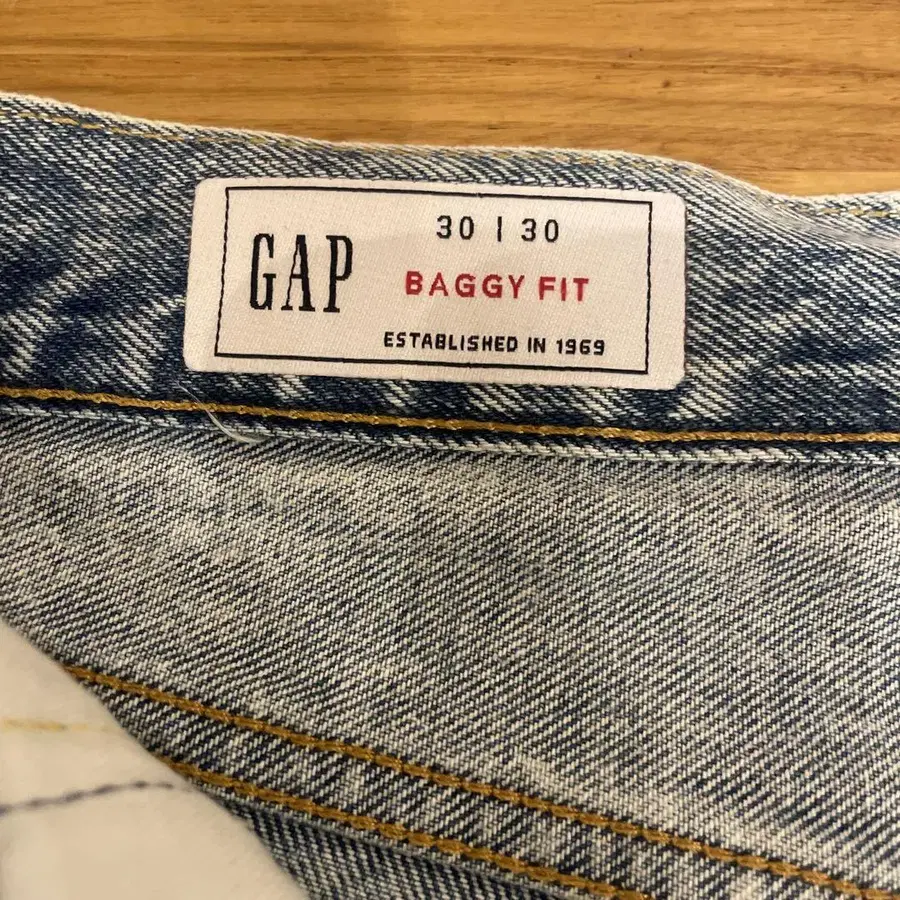 GAP
30 | 30
BAGGY FIT
ESTABLISHED IN 1969